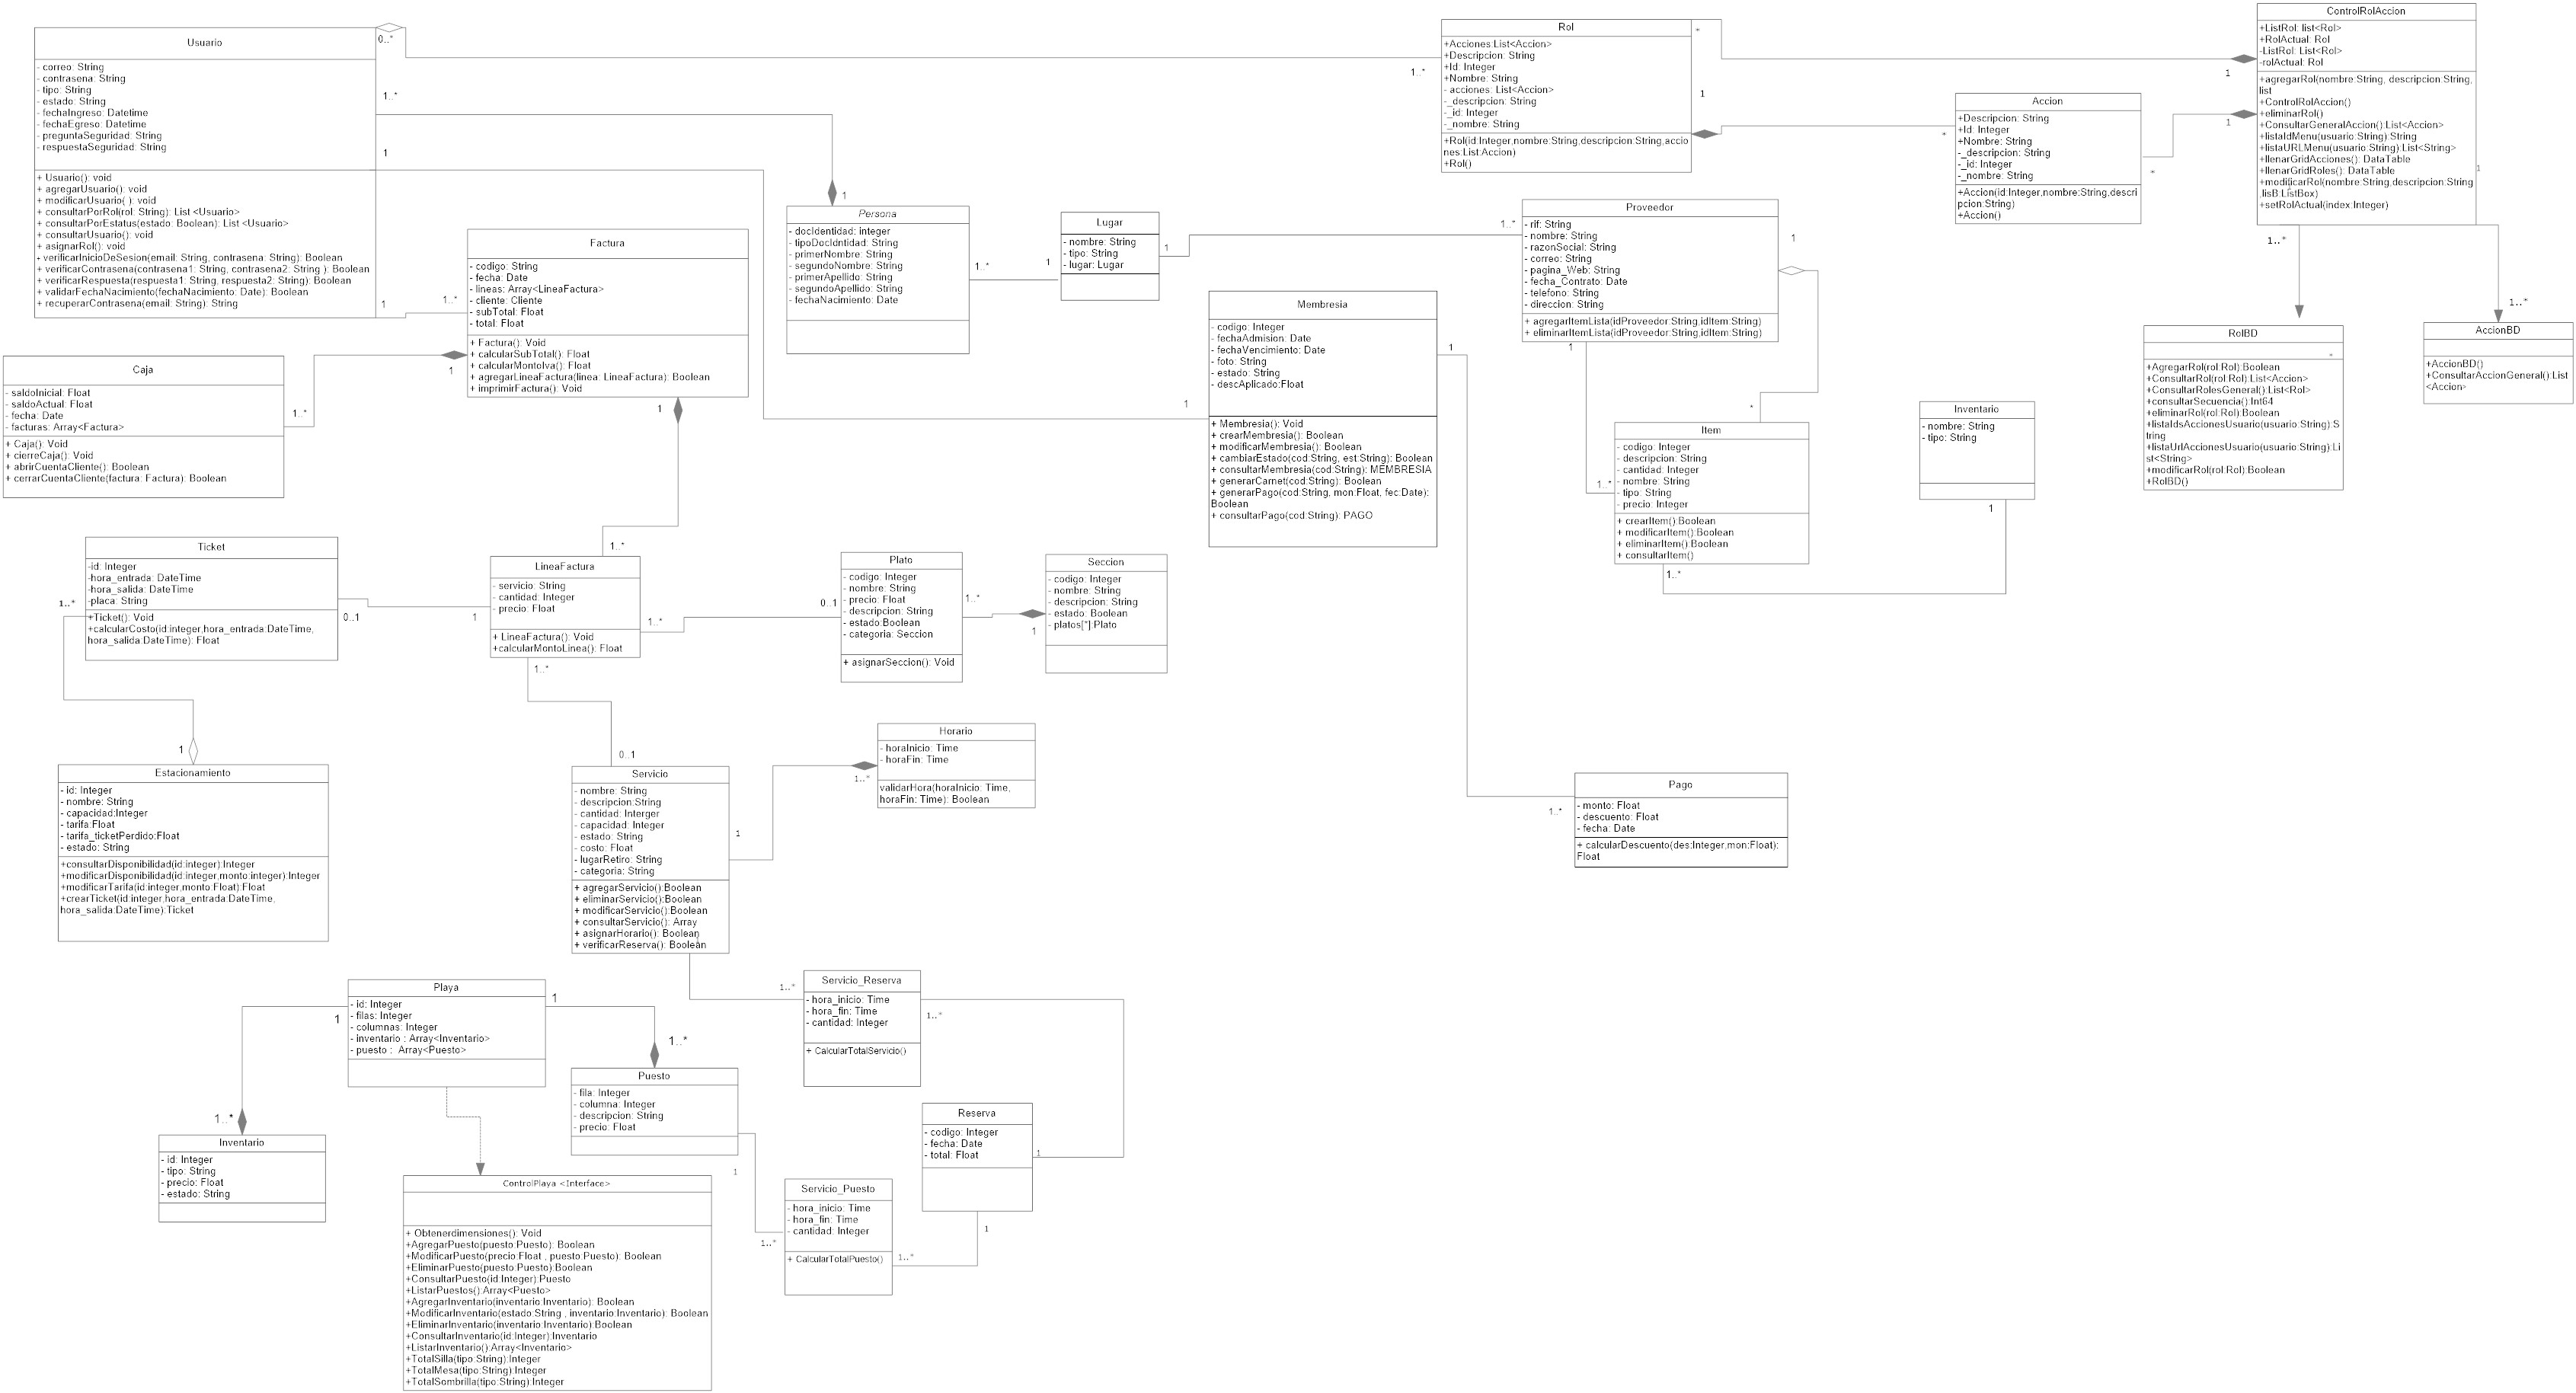 Usuario
- correo: String
- contrasena: String
- tipo: String
- estado: String
- fechaIngreso: Datetime
- fechaEgreso: Datetime
- preguntaSeguridad: String
- respuestaSeguridad: String
+ Usuario(): void
+ agregarUsuario(): void
+ modificarUsuario( ): void
+ consultarPorRol(rol: String): List <Usuario>
+ consultarPorEstatus(estado: Boolean): List <Usuario>
+ consultarUsuario(): void
+ asignarRol(): void
- verificarInicioDeSesion(email: String, contrasena: String): Boolean
+ verificarContrasena(contrasena1: String, contrasena2: String ): Boolean
+ verificarRespuesta(respuesta1: String, respuesta2: String): Boolean
+ validarFechaNacimiento(fechaNacimiento: Date): Boolean
+ recuperarContrasena(email: String): String
0..*
1..*
1
1
1..*
Rol
+Acciones:List<Accion>
+Descripcion: String
+Id: Integer
+Nombre: String
- acciones: List<Accion>
-_descripcion: String
-_id: Integer
-_nombre: String
+Rol(id:Integer,nombre:String,descripcion:String,accio
nes:List:Accion)
+Rol()
1..*
*
1
*
1
1
*
1
ControlRolAccion
+ListRol: list<Rol>
+RolActual: Rol
-ListRol: List<Rol>
-rolActual: Rol
+agregarRol(nombre:String, descripcion:String,
list
+ControlRolAccion()
+eliminarRol()
+ConsultarGeneralAccion():List<Accion>
+listaIdMenu(usuario:String):String
+listaURLMenu(usuario:String):List<String>
+llenarGridAcciones(): DataTable
+llenarGridRoles(): DataTable
+modificarRol(nombre:String,descripcion:String
,lisB:ListBox)
+setRolActual(index:Integer)
1..*
1..*
Accion
+Descripcion: String
+Id: Integer
+Nombre: String
-_descripcion: String
-_id: Integer
-_nombre: String
+Accion(id:Integer,nombre:String,descri
pcion:String)
+Accion()
RolBD
*
+AgregarRol(rol:Rol):Boolean
+ConsultarRol(rol:Rol):List<Accion>
+ConsultarRolesGeneral():List<Rol>
+consultarSecuencia():Int64
+eliminarRol(rol:Rol):Boolean
+listaIdsAccionesUsuario(usuario:String):S
tring
+listaUrlAccionesUsuario(usuario:String):Li
st<String>
+modificarRol(rol:Rol):Boolean
+RolBD()
AccionBD
+AccionBD()
+ConsultarAccionGeneral():List
<Accion>
Persona
- docIdentidad: integer
- tipoDocIdntidad: String
- primerNombre: String
- segundoNombre: String
- primerApellido: String
- segundoApellido: String
- fechaNacimiento: Date
1
1..*
1
Lugar
- nombre: String
- tipo: String
- lugar: Lugar
1
1..*
Proveedor
- rif: String
- nombre: String
- razonSocial: String
- correo: String
- pagina_Web: String
- fecha_Contrato: Date
- telefono: String
- direccion: String
+ agregarItemLista(idProveedor:String,idItem:String)
+ eliminarItemLista(idProveedor:String,idItem:String)
1
1
*
1..*
Factura
- codigo: String
- fecha: Date
- lineas: Array<LineaFactura>
- cliente: Cliente
- subTotal: Float
- total: Float
+ Factura(): Void
+ calcularSubTotal(): Float
+ calcularMontoIva(): Float
+ agregarLineaFactura(linea: LineaFactura): Boolean
+ imprimirFactura(): Void
1
1
1..*
1..*
Caja
- saldoInicial: Float
- saldoActual: Float
- fecha: Date
- facturas: Array<Factura>
+ Caja(): Void
+ cierreCaja(): Void
+ abrirCuentaCliente(): Boolean
+ cerrarCuentaCliente(factura: Factura): Boolean
Membresía
- codigo: Integer
- fechaAdmision: Date
- fechaVencimiento: Date
- foto: String
- estado: String
- descAplicado:Float
+ Membresia(): Void
+ crearMembresia(): Boolean
+ modificarMembresia(): Boolean
+ cambiarEstado(cod:String, est:String): Boolean
+ consultarMembresia(cod:String): MEMBRESIA
+ generarCarnet(cod:String): Boolean
+ generarPago(cod:String, mon:Float, fec:Date):
Boolean
+ consultarPago(cod:String): PAGO
1
1
Item
- codigo: Integer
- descripcion: String
- cantidad: Integer
- nombre: String
- tipo: String
- precio: Integer
+ crearItem():Boolean
+ modificarItem():Boolean
+ eliminarItem():Boolean
+ consultarItem()
1..*
Inventario
- nombre: String
- tipo: String
1
Ticket
-id: Integer
-hora_entrada: DateTime
-hora_salida: DateTime
-placa: String
+Ticket(): Void
+calcularCosto(id:integer,hora_entrada:DateTime,
hora_salida:DateTime): Float
1..*
0..1
1
LineaFactura
- servicio: String
- cantidad: Integer
- precio: Float
+ LineaFactura(): Void
+calcularMontoLinea(): Float
1..*
1..*
0..1
Plato
- codigo: Integer
- nombre: String
- precio: Float
- descripcion: String
- estado:Boolean
- categoria: Seccion
+ asignarSeccion(): Void
1..*
1
Seccion
- codigo: Integer
- nombre: String
- descripcion: String
- estado: Boolean
- platos[*]:Plato
1
Estacionamiento
- id: Integer
- nombre: String
- capacidad:Integer
- tarifa:Float
- tarifa_ticketPerdido:Float
- estado: String
+consultarDisponibilidad(id:integer):Integer
+modificarDisponibilidad(id:integer,monto:integer):Integer
+modificarTarifa(id:integer,monto:Float):Float
+crearTicket(id:integer,hora_entrada:DateTime,
hora_salida:DateTime):Ticket
0..1
Servicio
- nombre: String
- descripcion:String
- cantidad: Interger
- capacidad: Integer
- estado: String
- costo: Float
- lugarRetiro: String
- categoria: String
+ agregarServicio():Boolean
+ eliminarServicio():Boolean
+ modificarServicio():Boolean
+ consultarServicio(): Array
+ asignarHorario(): Boolean
+ verificarReserva(): Boolean
1
1..*
Horario
- horaInicio: Time
- horaFin: Time
validarHora(horaInicio: Time,
horaFin: Time): Boolean
Pago
- monto: Float
- descuento: Float
- fecha: Date
+ calcularDescuento(des:Integer,mon:Float):
Float
1..*
Playa
- id: Integer
- filas: Integer
- columnas: Integer
- inventario : Array<Inventario>
- puesto : Array<Puesto>
1
1
1..*
1..*
Servicio_Reserva
- hora_inicio: Time
- hora_fin: Time
- cantidad: Integer
+ CalcularTotalServicio()
1..*
1..*
Puesto
- fila: Integer
- columna: Integer
- descripcion: String
- precio: Float
1
Reserva
- codigo: Integer
- fecha: Date
- total: Float
1
1
Inventario
- id: Integer
- tipo: String
- precio: Float
- estado: String
ControlPlaya <Interface>
+ Obtenerdimensiones(): Void
+AgregarPuesto(puesto:Puesto): Boolean
+ModificarPuesto(precio:Float , puesto:Puesto): Boolean
+EliminarPuesto(puesto:Puesto):Boolean
+ConsultarPuesto(id:Integer):Puesto
+ListarPuestos():Array<Puesto>
+AgregarInventario(inventario:Inventario): Boolean
+ModificarInventario(estado:String , inventario:Inventario): Boolean
+EliminarInventario(inventario:Inventario):Boolean
+ConsultarInventario(id:Integer):Inventario
+ListarInventario():Array<Inventario>
+TotalSilla(tipo:String):Integer
+TotalMesa(tipo:String):Integer
+TotalSombrilla(tipo:String):Integer
Servicio_Puesto
- hora_inicio: Time
- hora_fin: Time
- cantidad: Integer
+ CalcularTotalPuesto()
1..*
1..*